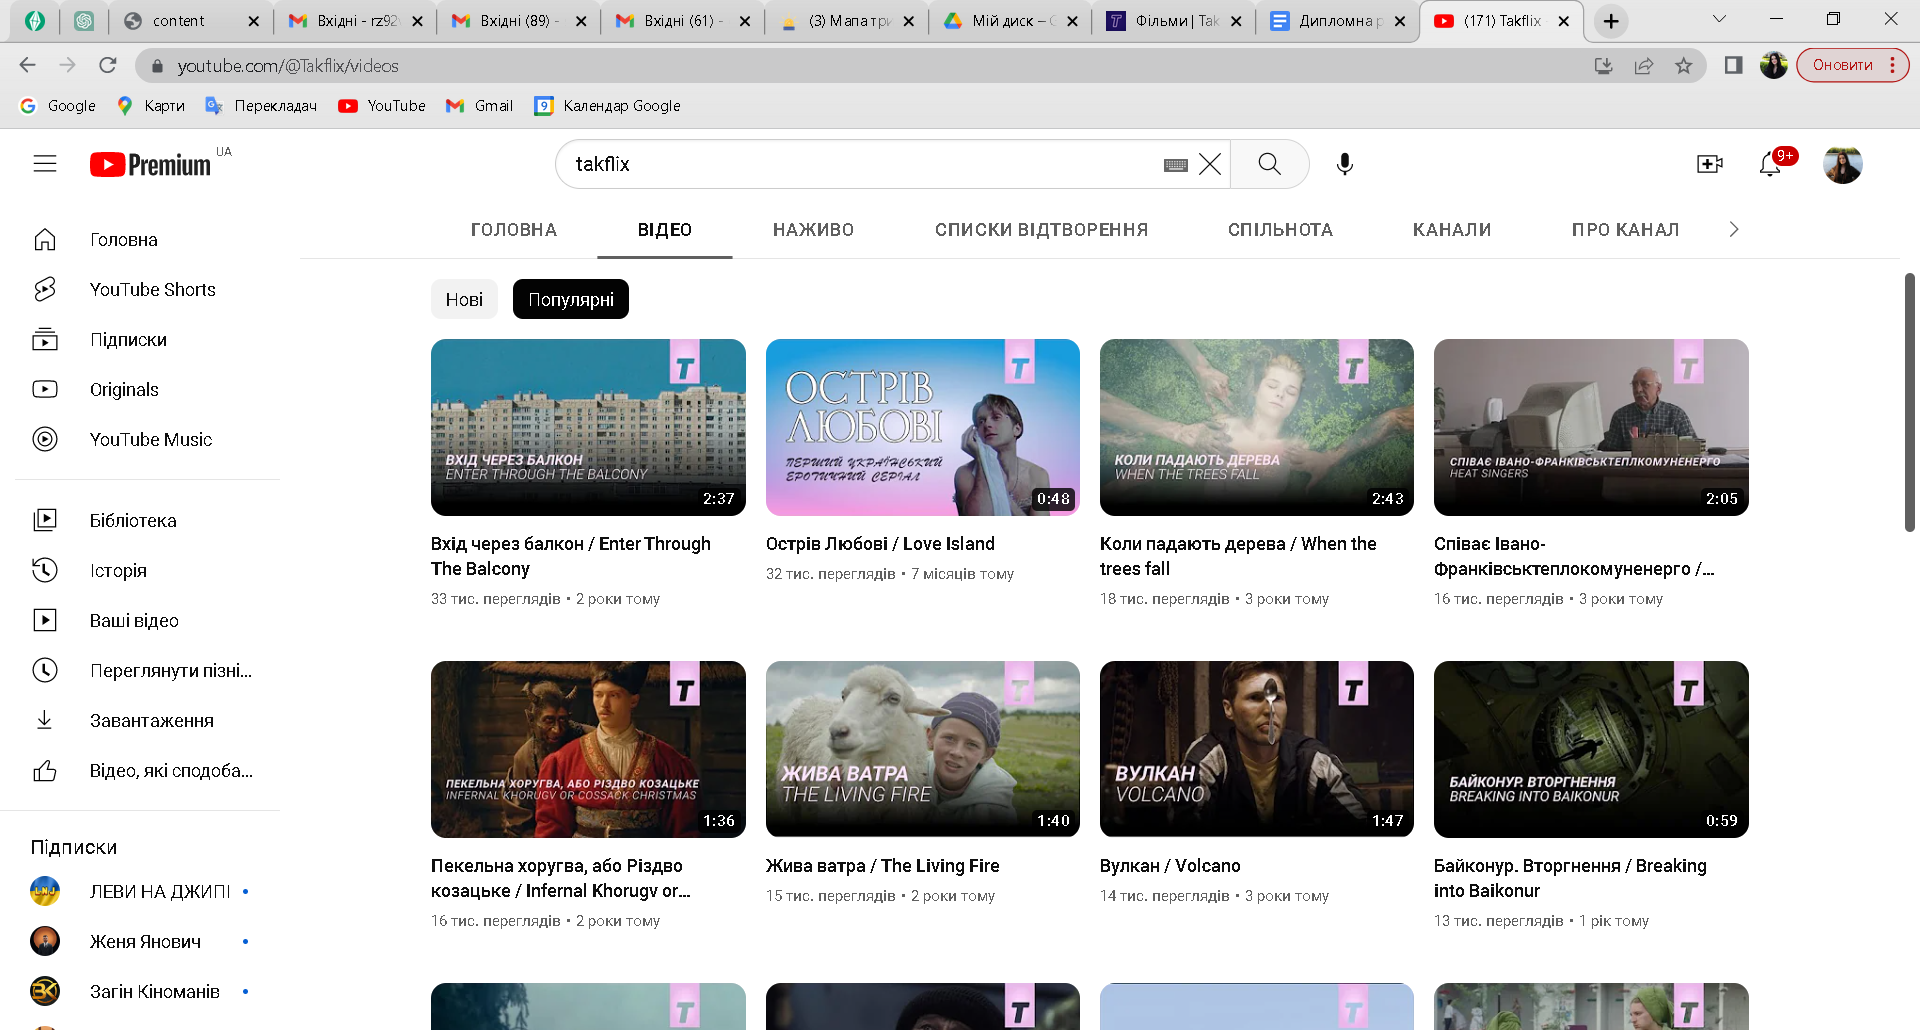 content
Вхідні - rz92
Вхідні (89) -
Вхідні (61) -
(3) Мапа три
Мій диск –
Фільми | Tak
Дипломна р
(171) Takflix -
youtube.com/@Takflix/videos
Оновити
Google
Карти
Перекладач
YouTube
Gmail
9
Календар Google
Premium UA
takflix
9+
ГОЛОВНА
ВІДЕО
НАЖИВО
СПИСКИ ВІДТВОРЕННЯ
СПІЛЬНОТА
КАНАЛИ
ПРО КАНАЛ
Головна
YouTube Shorts
Підписки
Originals
YouTube Music
Бібліотека
Історія
Ваші відео
Переглянути пізні...
Завантаження
Відео, які сподоба...
Підписки
ЛЕВИ НА ДЖИПІ
Женя Янович
Загін Кіноманів
Нові
Популярні
T
ВХІД ЧЕРЕЗ БАЛКОН
ENTER THROUGH THE BALCONY
2:37
Вхід через балкон / Enter Through
The Balcony
33 тис. переглядів • 2 роки тому
T
ОСТРІВ
ЛЮБОВІ
ПЕРШИЙ УКРАЇНСЬКИЙ
ЕРОТИЧНИЙ СЕРІАЛ
0:48
Острів Любові / Love Island
32 тис. переглядів • 7 місяців тому
T
КОЛИ ПАДАЮТЬ ДЕРЕВА
WHEN THE TREES FALL
2:43
Коли падають дерева / When the
trees fall
18 тис. переглядів • 3 роки тому
T
СПІВАЄ ІВАНО-ФРАНКІВСЬКТЕПЛКОМУНЕНЕРГО
HEAT SINGERS
2:05
Співає Івано-
Франківськтеплокомуненерго /...
16 тис. переглядів • 3 роки тому
T
ПЕКЕЛЬНА ХОРУГВА, АБО РІЗДВО КОЗАЦЬКЕ
INFERNAL KHORUGV OR COSSACK CHRISTMAS
1:36
Пекельна хоругва, або Різдво
козацьке / Infernal Khorugv or...
16 тис. переглядів • 2 роки тому
T
ЖИВА ВАТРА
THE LIVING FIRE
1:40
Жива ватра / The Living Fire
15 тис. переглядів • 2 роки тому
T
ВУЛКАН
VOLCANO
1:47
Вулкан / Volcano
14 тис. переглядів • 3 роки тому
T
БАЙКОНУР. ВТОРГНЕННЯ
BREAKING INTO BAIKONUR
0:59
Байконур. Вторгнення / Breaking
into Baikonur
13 тис. переглядів • 1 рік тому
T
T
T
T